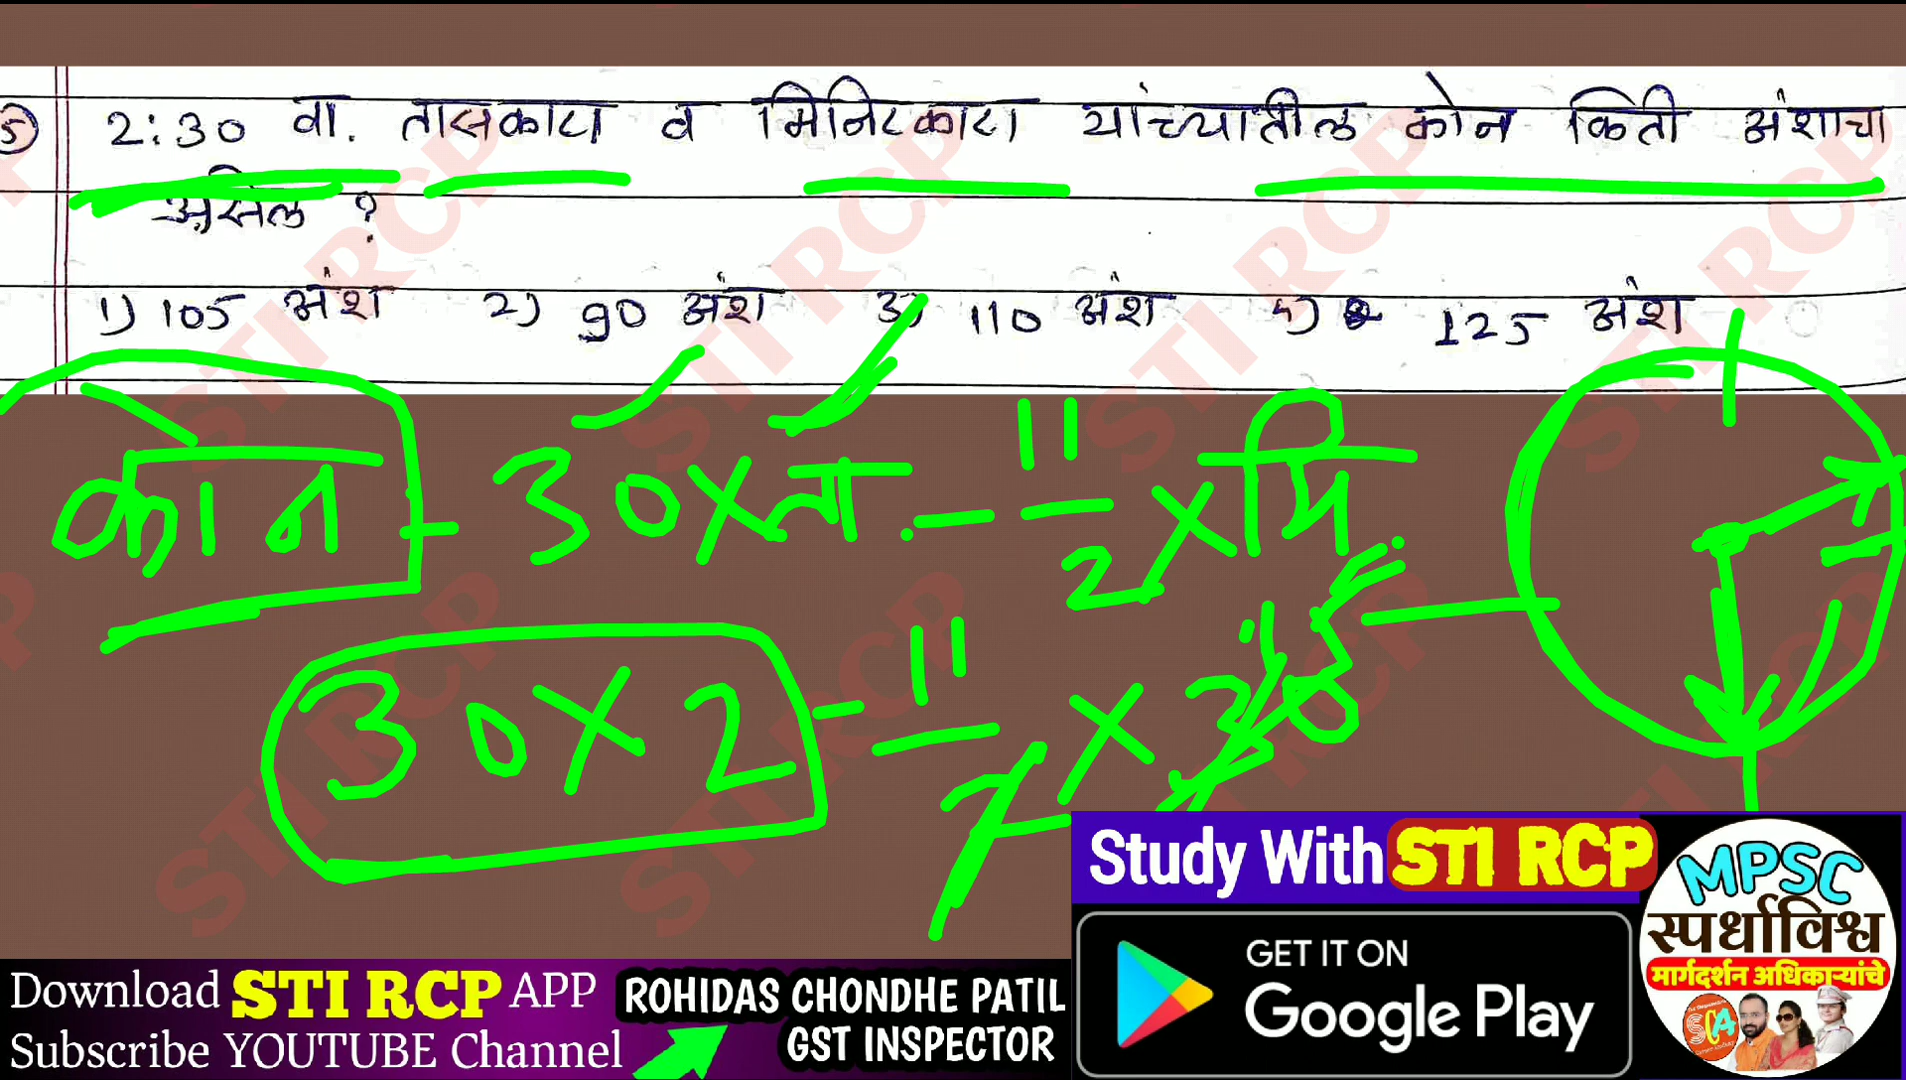 5) 2:30 वा. तासकाटा व मिनिटकाटा यांच्यातील कोन किती अंशाचा
असेल ?
1) 105 अंश 2) 90 अंश 3) 110 अंश 4) 125 अंश
कोन - 30 × ता. - 11/2 × मि.
30 × 2 - 11/2 × 30
Study With STI RCP
GET IT ON
Google Play
MPSC
स्पर्धाविश्व
मार्गदर्शन अधिकाऱ्यांचे
Download STI RCP APP
Subscribe YOUTUBE Channel
ROHIDAS CHONDHE PATIL
GST INSPECTOR